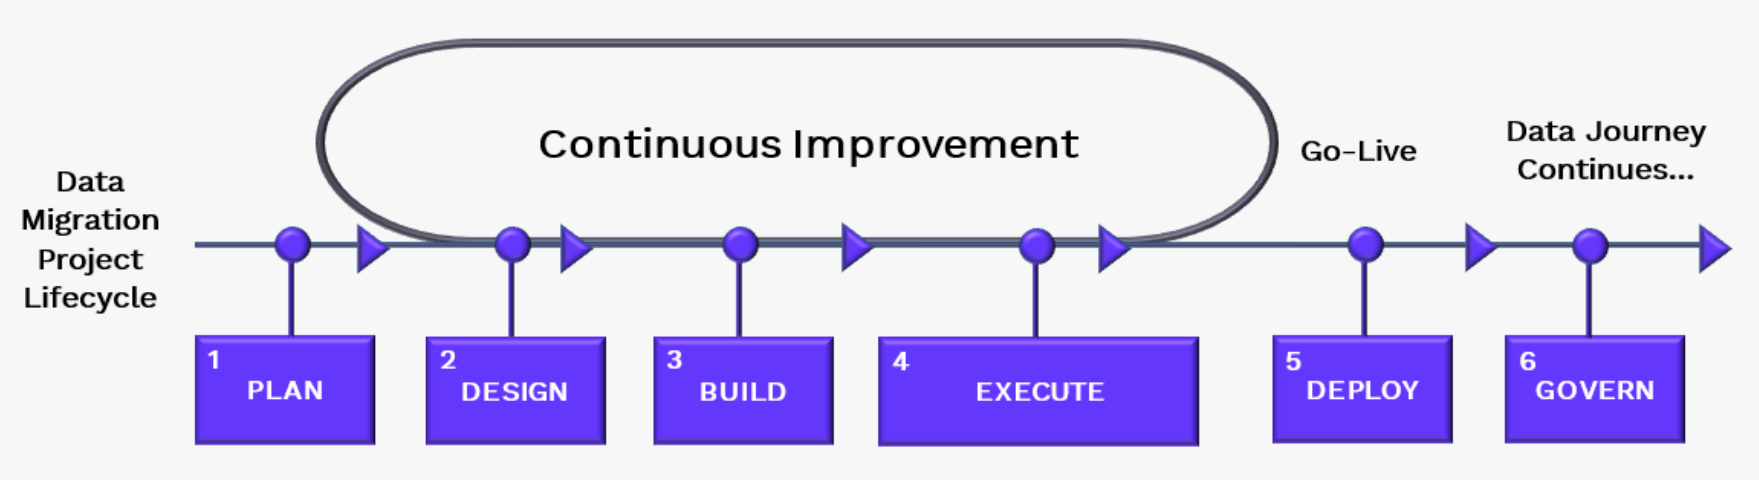 Continuous Improvement
Data
Migration
Project
Lifecycle
Go-Live
Data Journey
Continues...
1
PLAN
2
DESIGN
3
BUILD
4
EXECUTE
5
DEPLOY
6
GOVERN